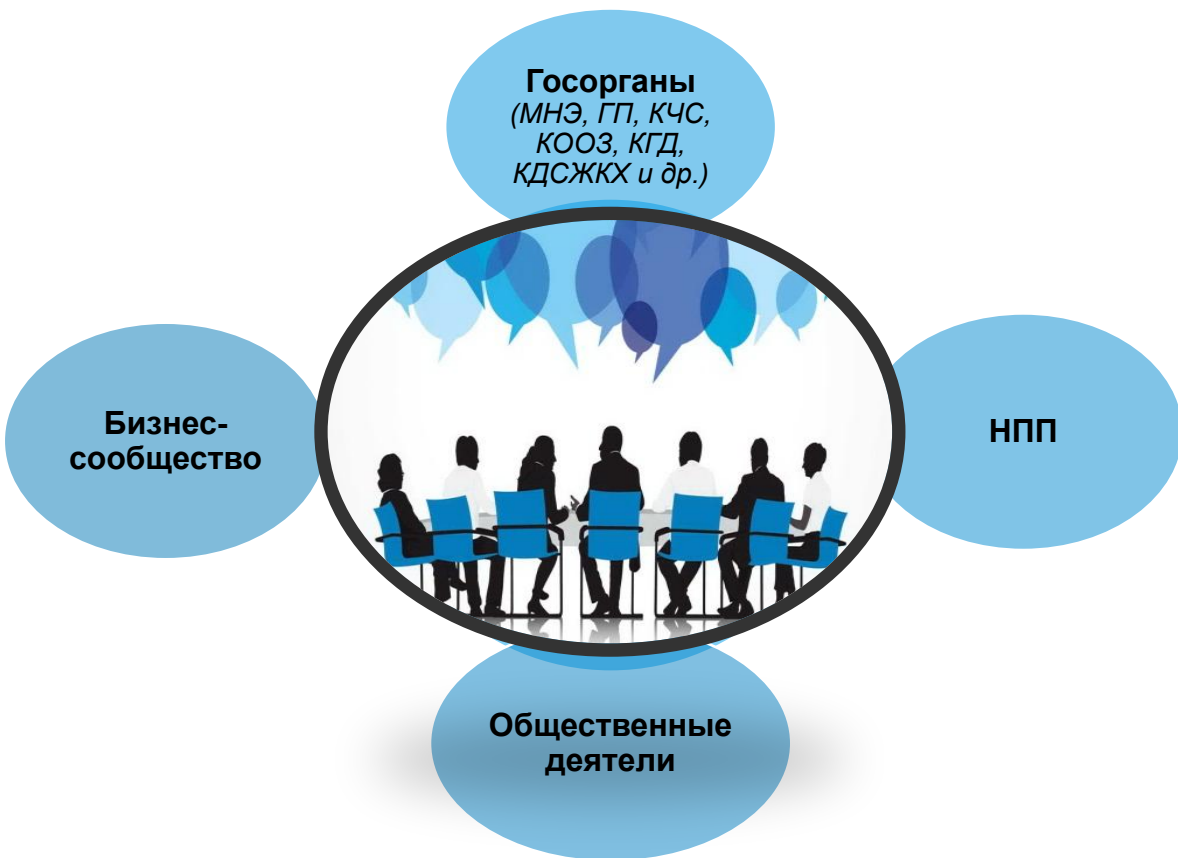 Госорганы
(МНЭ, ГП, КЧС,
КООЗ, КГД,
КДСЖКХ и др.)
Бизнес-
сообщество
НПП
Общественные
деятели